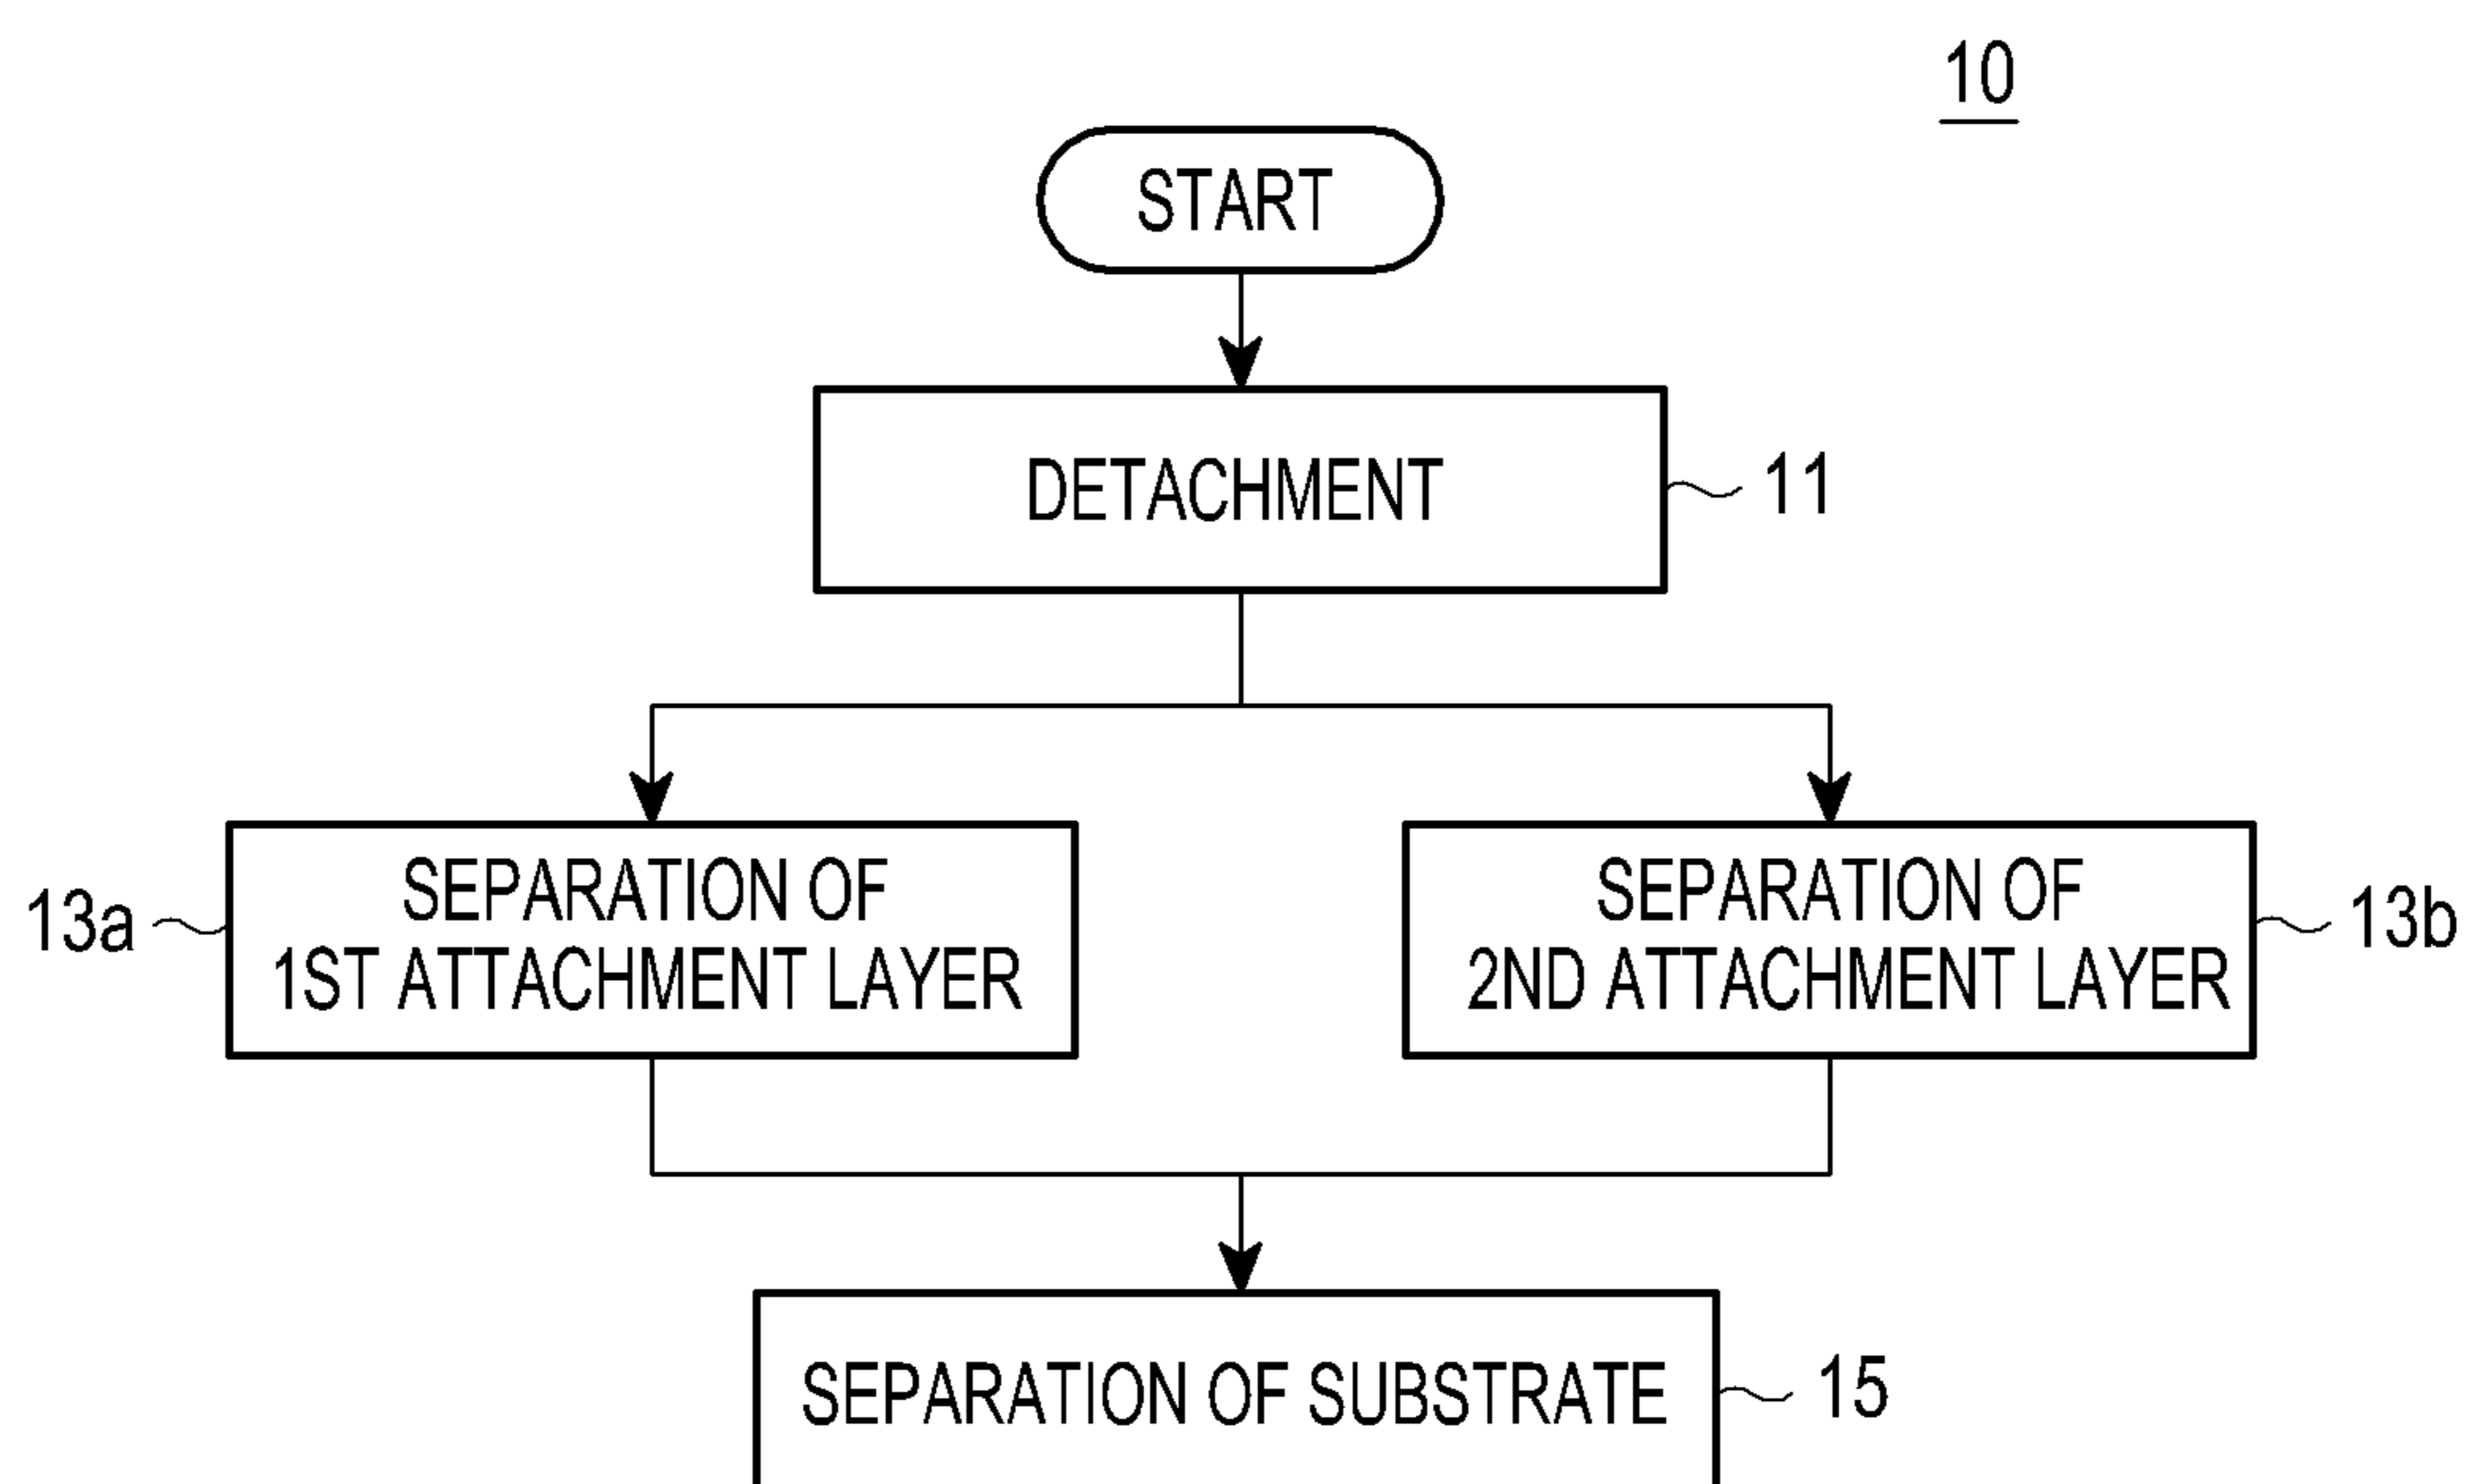 10
START
DETACHMENT
11
SEPARATION OF
1ST ATTACHMENT LAYER
13a
SEPARATION OF
2ND ATTACHMENT LAYER
13b
SEPARATION OF SUBSTRATE
15